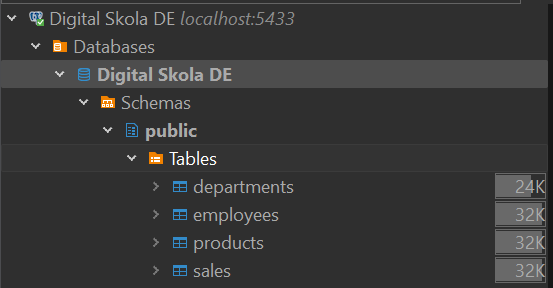 Digital Skola DE localhost:5433
Databases
Digital Skola DE
Schemas
public
Tables
departments 24K
employees 32K
products 32K
sales 32K